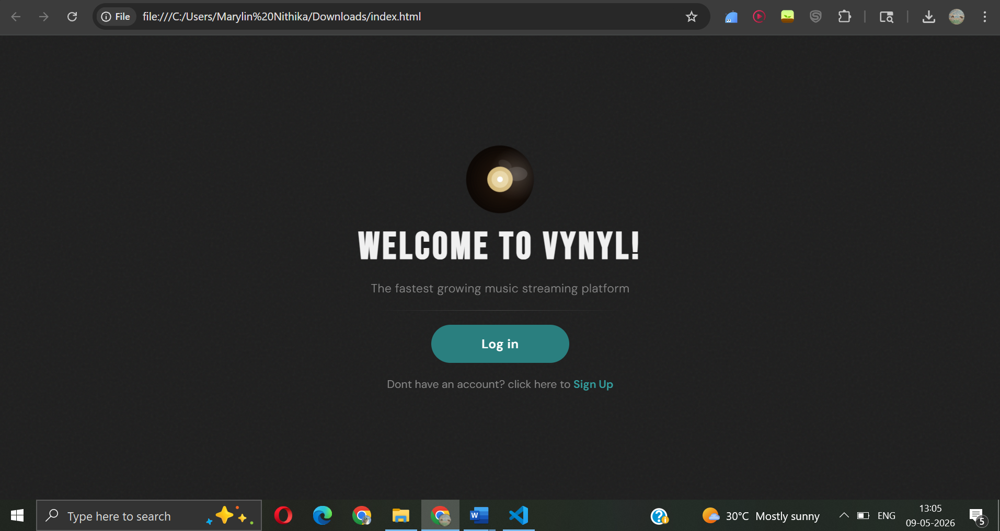 File file:///C:/Users/Marylin%20Nithika/Downloads/index.html
WELCOME TO VYNYL!
The fastest growing music streaming platform
Log in
Dont have an account? click here to Sign Up
Type here to search
30°C Mostly sunny
ENG
13:05
09-05-2026
5